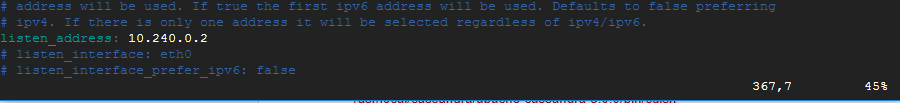 # address will be used. If true the first ipv6 address will be used. Defaults to false preferring
# ipv4. If there is only one address it will be selected regardless of ipv4/ipv6.
listen_address: 10.240.0.2
# listen_interface: eth0
# listen_interface_prefer_ipv6: false
367,7 45%